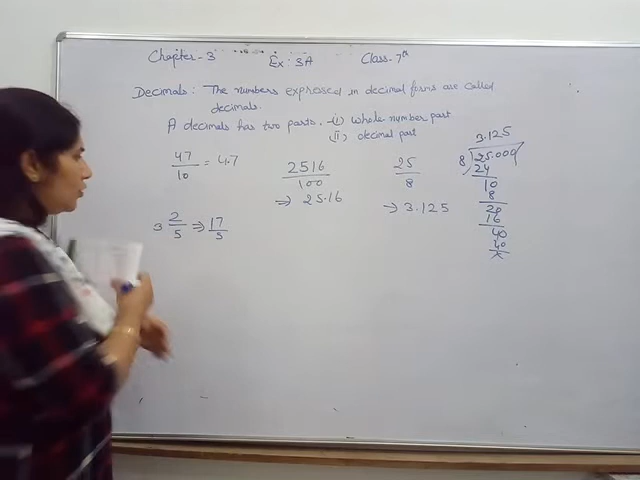 Chapter-3 Ex: 3A Class-7th
Decimals: The numbers expressed in decimal forms are called
decimals.
A decimals has two parts. -(i) Whole number part
(ii) decimal part
47/10 = 4.7
2516/100
⇒ 25.16
25/8
→ 3.125
3.125
8 25.000
24
10
8
20
16
40
40
x
3 2/5 ⇒ 17/5